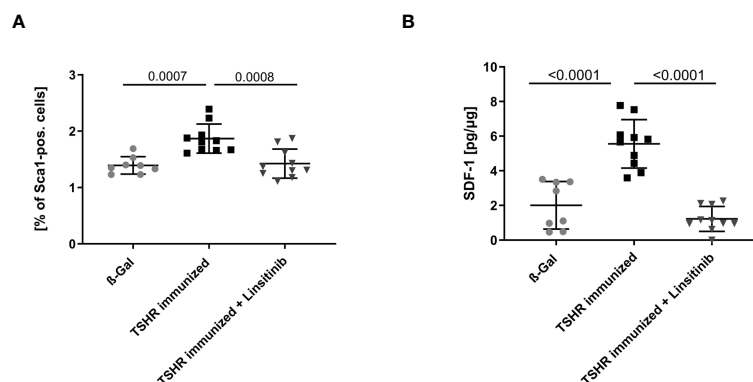 A
[% of Sca1-pos. cells]
3
2
1
0
0.0007
0.0008
ß-Gal
TSHR immunized
TSHR immunized + Linsitinib
B
SDF-1 [pg/µg]
10
8
6
4
2
0
<0.0001
<0.0001
ß-Gal
TSHR immunized
TSHR immunized + Linsitinib